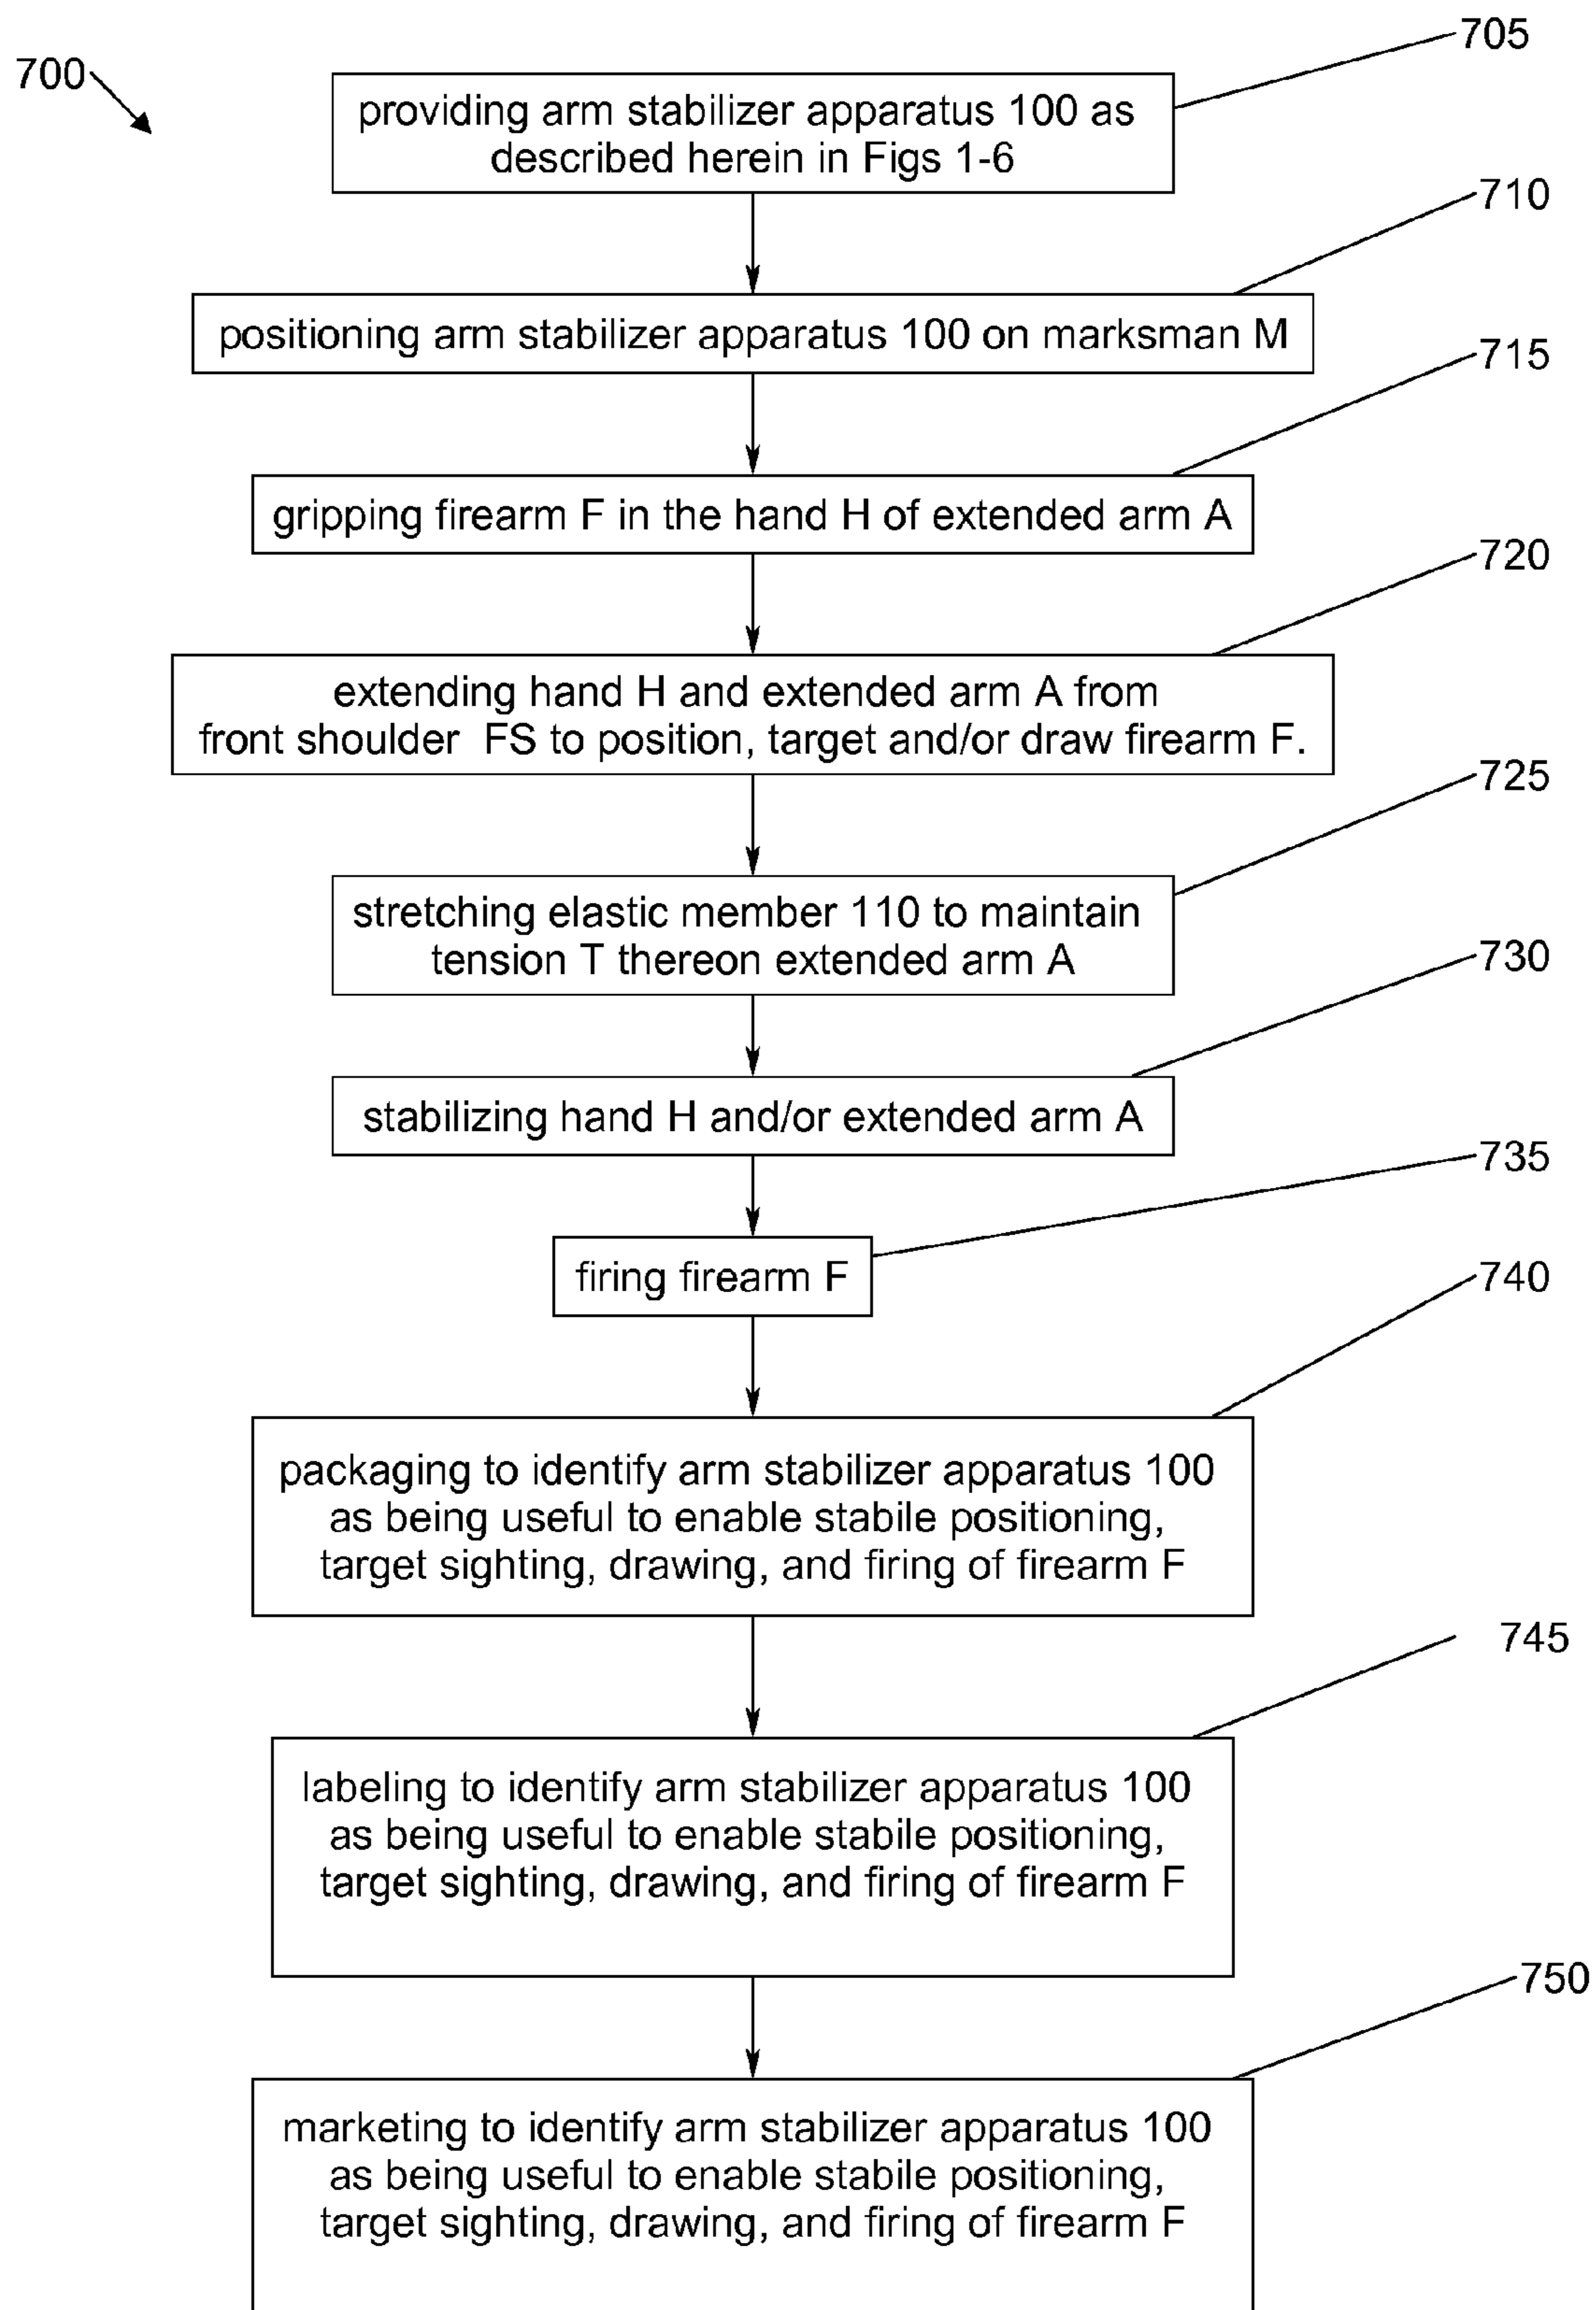 705
700
providing arm stabilizer apparatus 100 as
described herein in Figs 1-6
710
positioning arm stabilizer apparatus 100 on marksman M
715
gripping firearm F in the hand H of extended arm A
720
extending hand H and extended arm A from
front shoulder FS to position, target and/or draw firearm F.
725
stretching elastic member 110 to maintain
tension T thereon extended arm A
730
stabilizing hand H and/or extended arm A
735
firing firearm F
740
packaging to identify arm stabilizer apparatus 100
as being useful to enable stabile positioning,
target sighting, drawing, and firing of firearm F
745
labeling to identify arm stabilizer apparatus 100
as being useful to enable stabile positioning,
target sighting, drawing, and firing of firearm F
750
marketing to identify arm stabilizer apparatus 100
as being useful to enable stabile positioning,
target sighting, drawing, and firing of firearm F